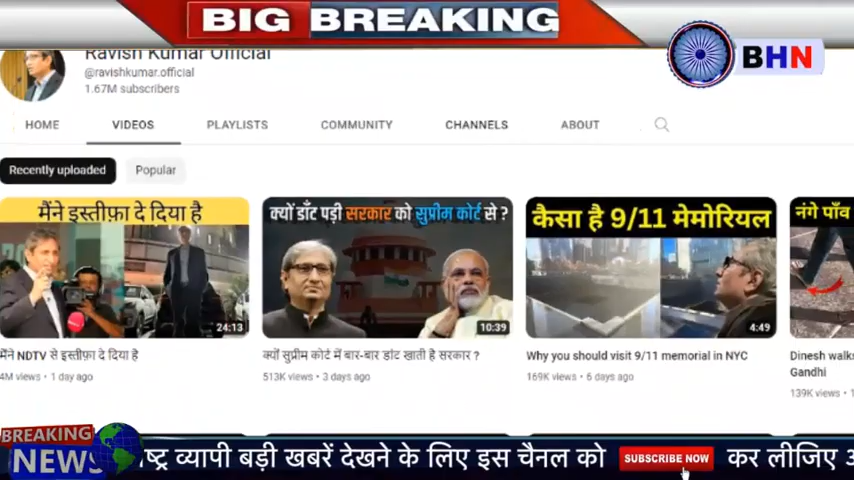 BIG BREAKING
BHN
Ravish Kumar Official
@ravishkumar.official
1.67M subscribers
HOME VIDEOS PLAYLISTS COMMUNITY CHANNELS ABOUT
Recently uploaded Popular
मैंने इस्तीफ़ा दे दिया है
24:13
मैंने NDTV से इस्तीफ़ा दे दिया है
4M views • 1 day ago
क्यों डाँट पड़ी सरकार को सुप्रीम कोर्ट से ?
10:39
क्यों सुप्रीम कोर्ट में बार-बार डांट खाती है सरकार ?
513K views • 3 days ago
कैसा है 9/11 मेमोरियल
4:49
Why you should visit 9/11 memorial in NYC
169K views • 6 days ago
नंगे पाँव
Dinesh walks
Gandhi
139K views •
BREAKING
NEWS
व्यापी बड़ी खबरें देखने के लिए इस चैनल को SUBSCRIBE NOW कर लीजिए